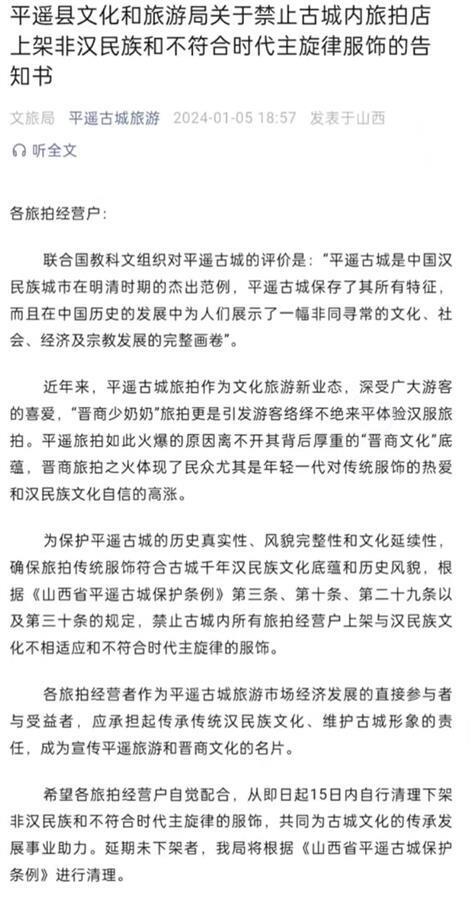 平遥县文化和旅游局关于禁止古城内旅拍店
上架非汉民族和不符合时代主旋律服饰的告
知书
文旅局 平遥古城旅游 2024-01-05 18:57 发表于山西
听全文
各旅拍经营户：
联合国教科文组织对平遥古城的评价是：“平遥古城是中国汉
民族城市在明清时期的杰出范例，平遥古城保存了其所有特征，
而且在中国历史的发展中为人们展示了一幅非同寻常的文化、社
会、经济及宗教发展的完整画卷”。
近年来，平遥古城旅拍作为文化旅游新业态，深受广大游客
的喜爱，“晋商少奶奶”旅拍更是引发游客络绎不绝来平体验汉服旅
拍。平遥旅拍如此火爆的原因离不开其背后厚重的“晋商文化”底
蕴，晋商旅拍之火体现了民众尤其是年轻一代对传统服饰的热爱
和汉民族文化自信的高涨。
为保护平遥古城的历史真实性、风貌完整性和文化延续性，
确保旅拍传统服饰符合古城千年汉民族文化底蕴和历史风貌，根
据《山西省平遥古城保护条例》第三条、第十条、第二十九条以
及第三十条的规定，禁止古城内所有旅拍经营户上架与汉民族文
化不相适应和不符合时代主旋律的服饰。
各旅拍经营者作为平遥古城旅游市场经济发展的直接参与者
与受益者，应承担起传承传统汉民族文化、维护古城形象的责
任，成为宣传平遥旅游和晋商文化的名片。
希望各旅拍经营户自觉配合，从即日起15日内自行清理下架
非汉民族和不符合时代主旋律的服饰，共同为古城文化的传承发
展事业助力。延期未下架者，我局将根据《山西省平遥古城保护
条例》进行清理。